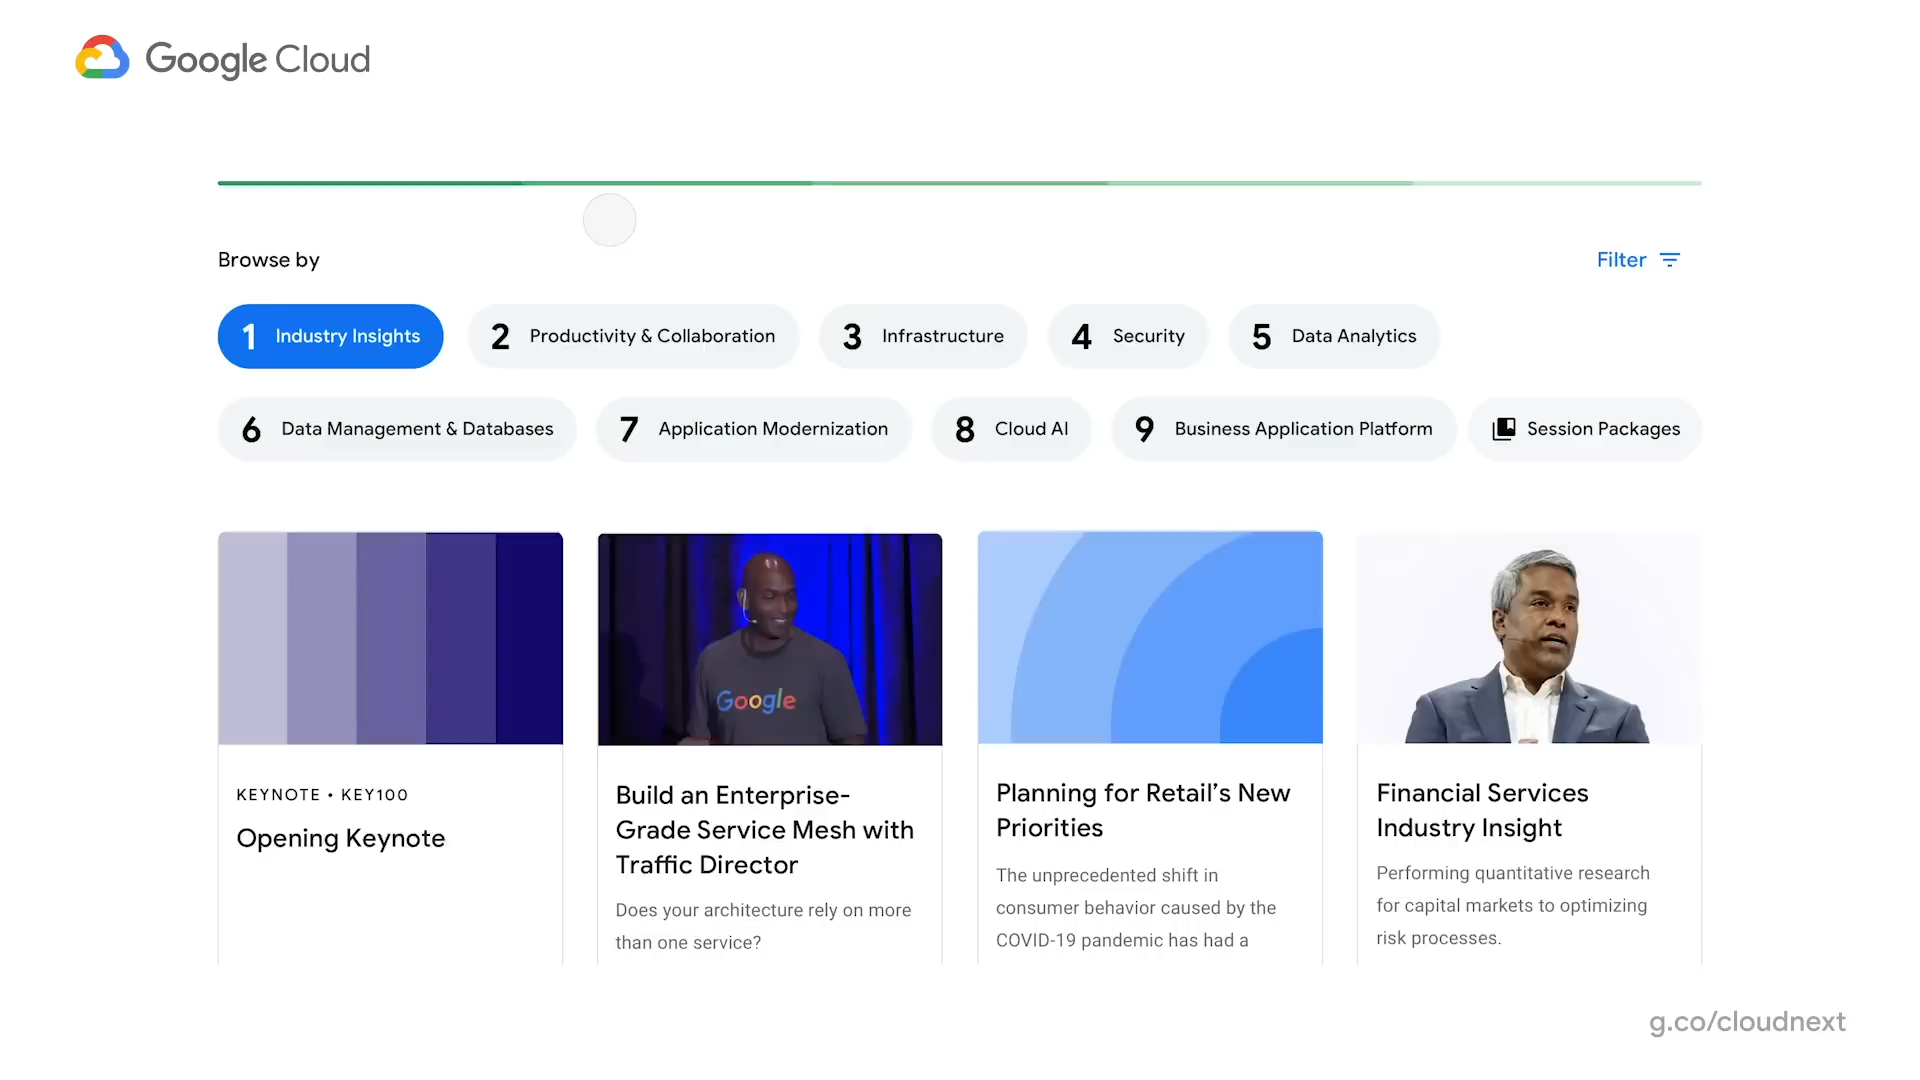 Google Cloud
Browse by
Filter
1 Industry Insights
2 Productivity & Collaboration
3 Infrastructure
4 Security
5 Data Analytics
6 Data Management & Databases
7 Application Modernization
8 Cloud AI
9 Business Application Platform
Session Packages
KEYNOTE • KEY100
Opening Keynote
Google
Build an Enterprise-
Grade Service Mesh with
Traffic Director
Does your architecture rely on more
than one service?
Planning for Retail’s New
Priorities
The unprecedented shift in
consumer behavior caused by the
COVID-19 pandemic has had a
Financial Services
Industry Insight
Performing quantitative research
for capital markets to optimizing
risk processes.
g.co/cloudnext